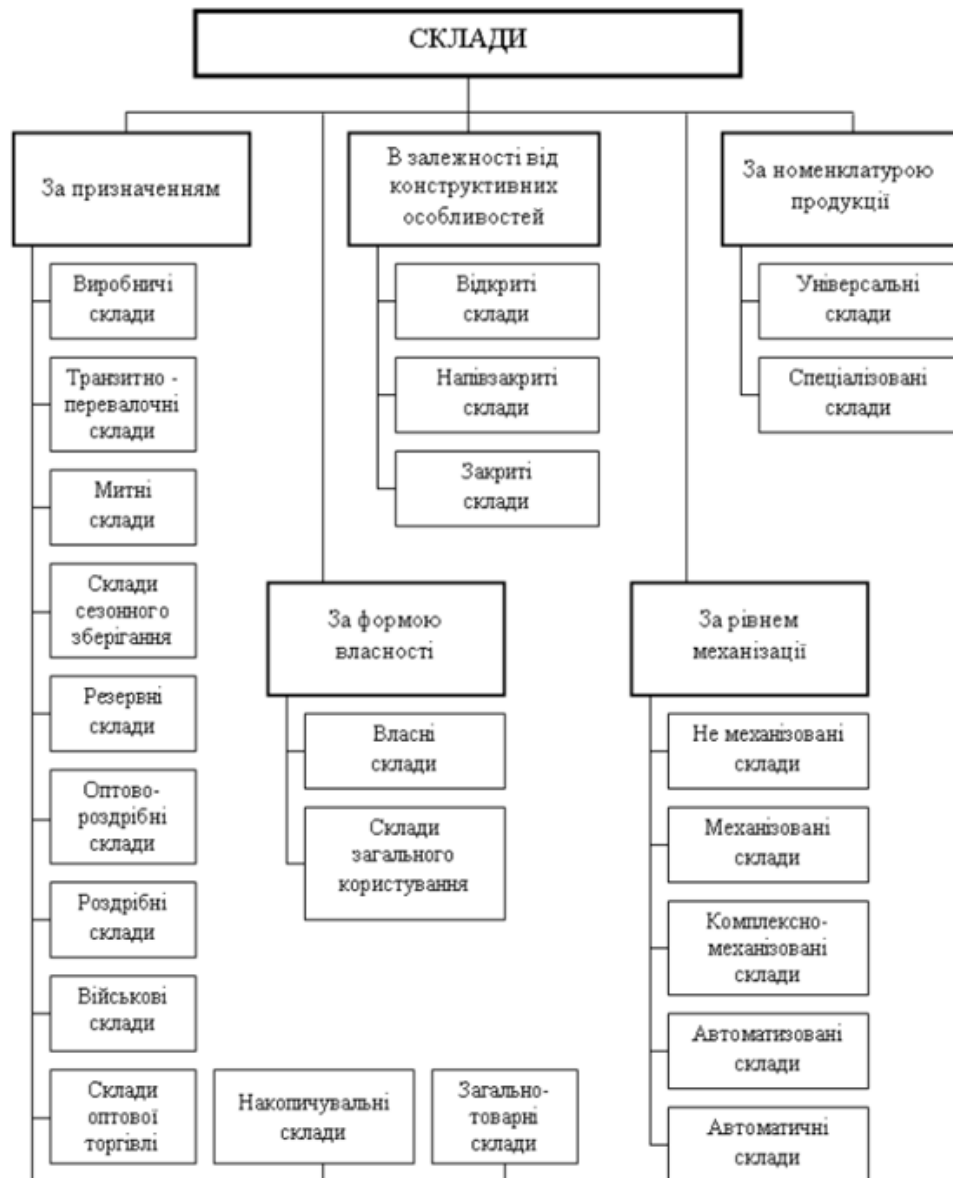 СКЛАДИ
За призначенням
Виробничі
склади
Транзитно -
перевалочні
склади
Митні
склади
Склади
сезонного
зберігання
Резервні
склади
Оптово-
роздрібні
склади
Роздрібні
склади
Військові
склади
Склади
оптової
торгівлі
Накопичувальні
склади
Загально-
товарні
склади
В залежності від
конструктивних
особливостей
Відкриті
склади
Напівзакриті
склади
Закриті
склади
За номенклатурою
продукції
Універсальні
склади
Спеціалізовані
склади
За формою
власності
Власні
склади
Склади
загального
користування
За рівнем
механізації
Не механізовані
склади
Механізовані
склади
Комплексно-
механізовані
склади
Автоматизовані
склади
Автоматичні
склади